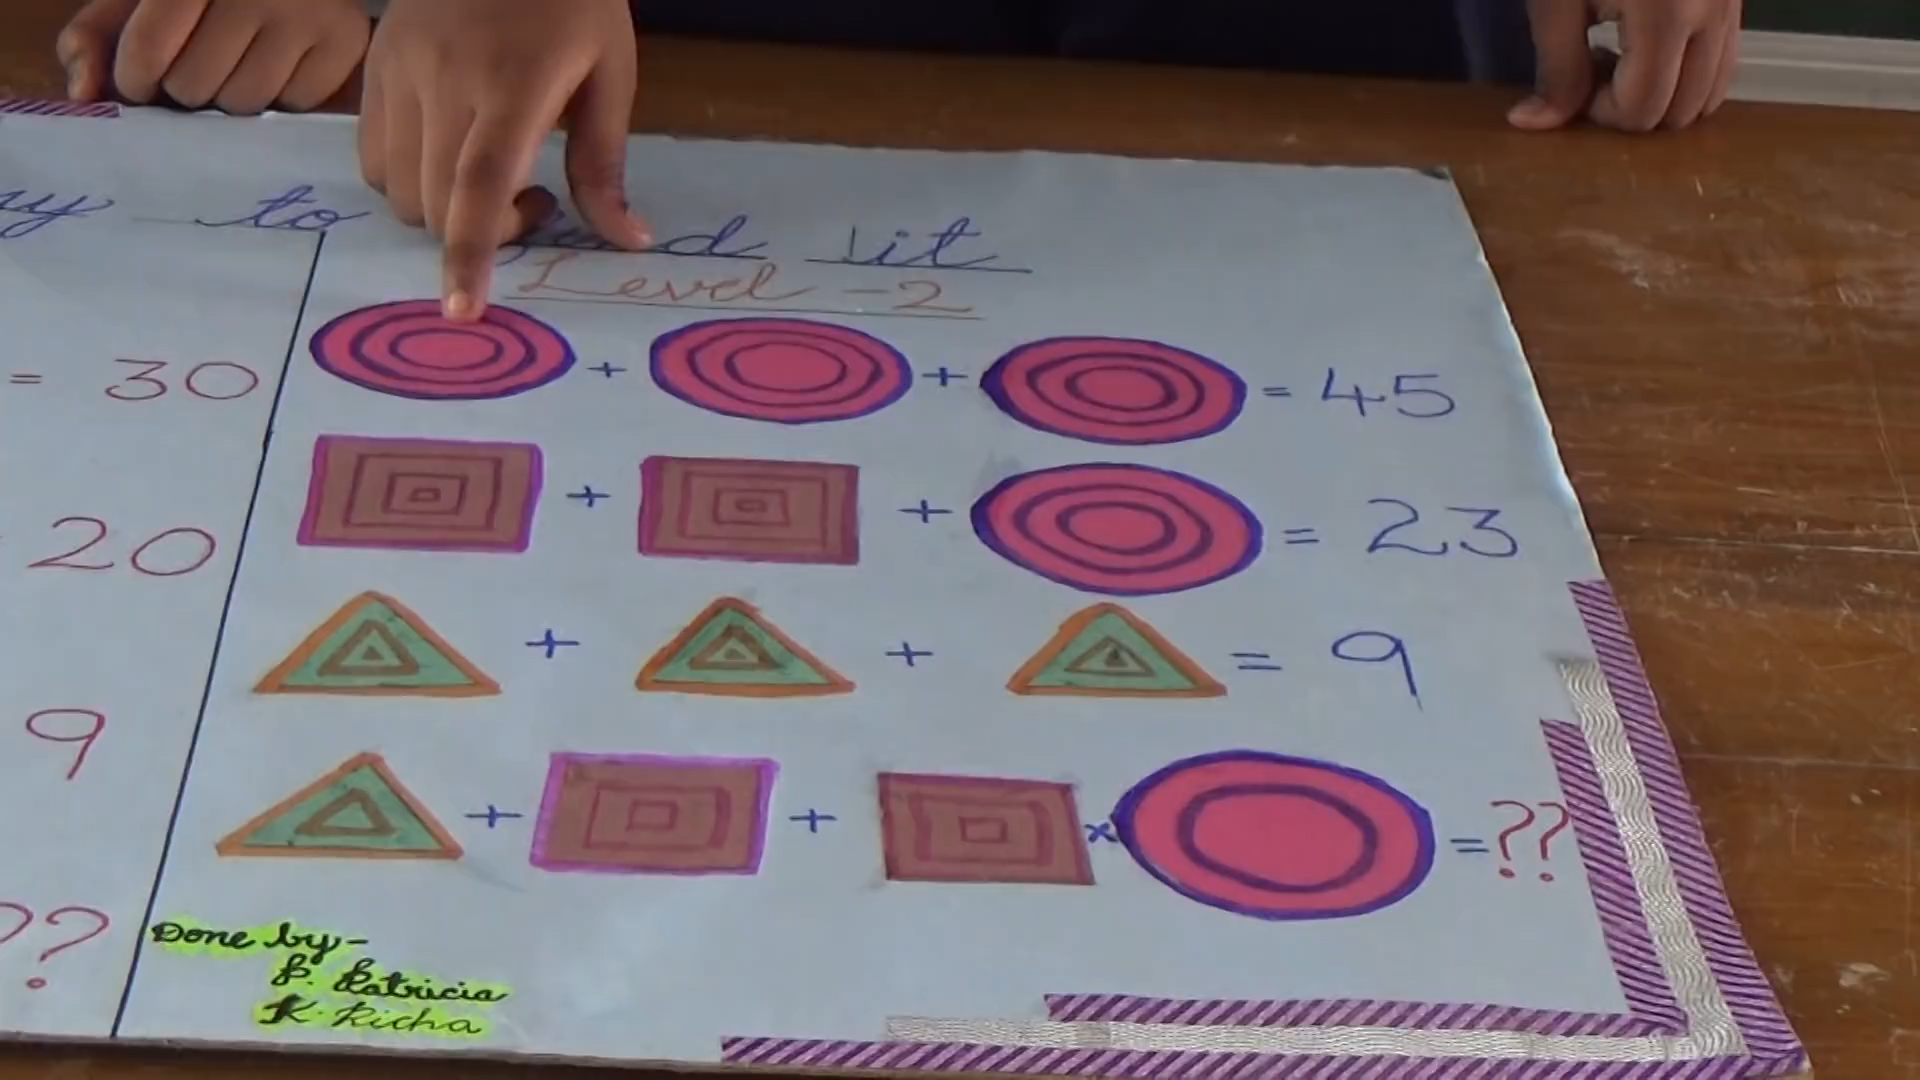 to it
Level - 2
= 30
+ + = 45
20
+ + = 23
9
+ + = 9
??
+ + × = ??
Done by -
P. Patricia
K. Richa